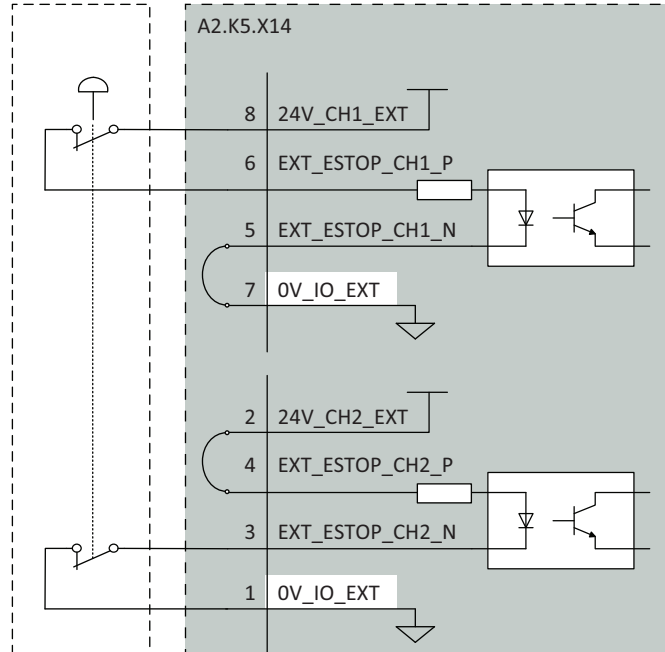 A2.K5.X14
8 24V_CH1_EXT
6 EXT_ESTOP_CH1_P
5 EXT_ESTOP_CH1_N
7 0V_IO_EXT
2 24V_CH2_EXT
4 EXT_ESTOP_CH2_P
3 EXT_ESTOP_CH2_N
1 0V_IO_EXT